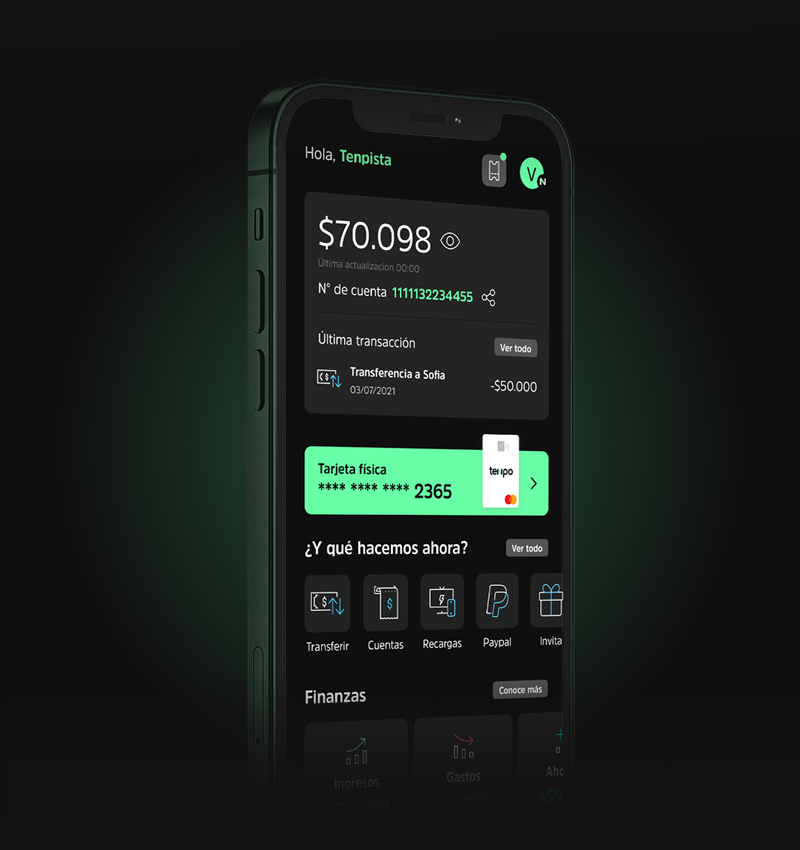 Hola, Tenpista
V
N
$70.098
Última actualización 00:00
N° de cuenta 1111132234455
Última transacción
Ver todo
Transferencia a Sofia
03/07/2021
-$50.000
Tarjeta física
**** **** **** 2365
tenpo
¿Y qué hacemos ahora?
Ver todo
Transferir
Cuentas
Recargas
Paypal
Invita
Finanzas
Conoce más
Ingresos
Gastos
Aho